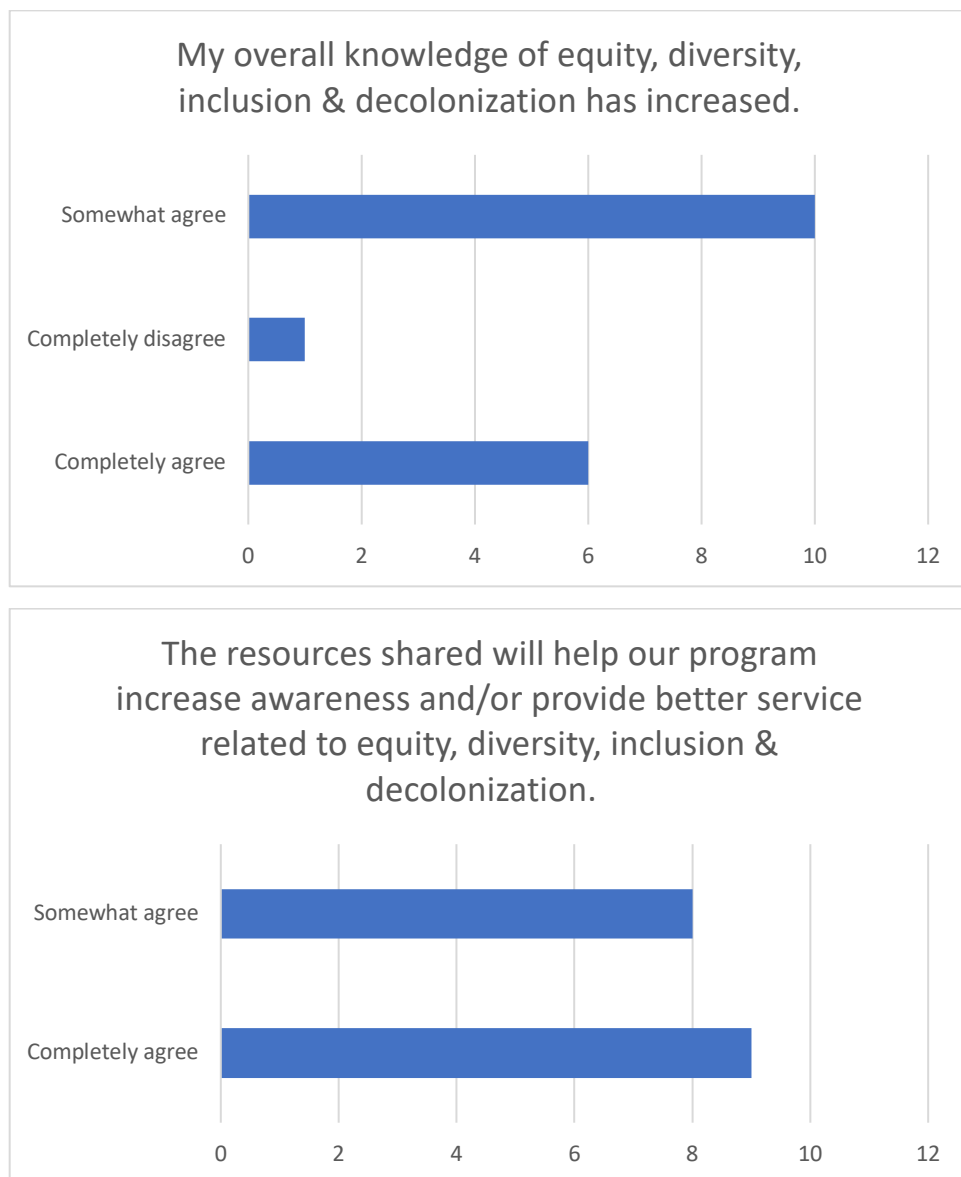 My overall knowledge of equity, diversity,
inclusion & decolonization has increased.
Somewhat agree
Completely disagree
Completely agree
0 2 4 6 8 10 12
The resources shared will help our program
increase awareness and/or provide better service
related to equity, diversity, inclusion &
decolonization.
Somewhat agree
Completely agree
0 2 4 6 8 10 12